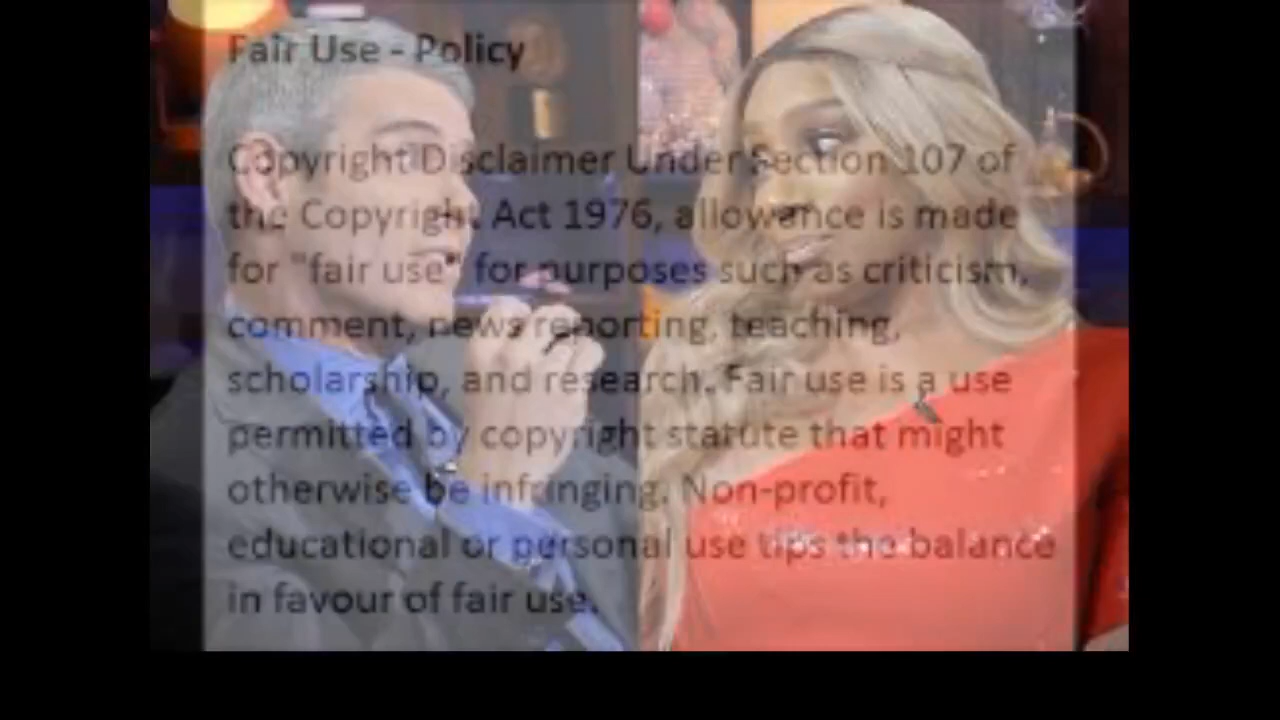 Fair Use - Policy
Copyright Disclaimer Under Section 107 of
the Copyright Act 1976, allowance is made
for "fair use" for purposes such as criticism,
comment, news reporting, teaching,
scholarship, and research. Fair use is a use
permitted by copyright statute that might
otherwise be infringing. Non-profit,
educational or personal use tips the balance
in favour of fair use.